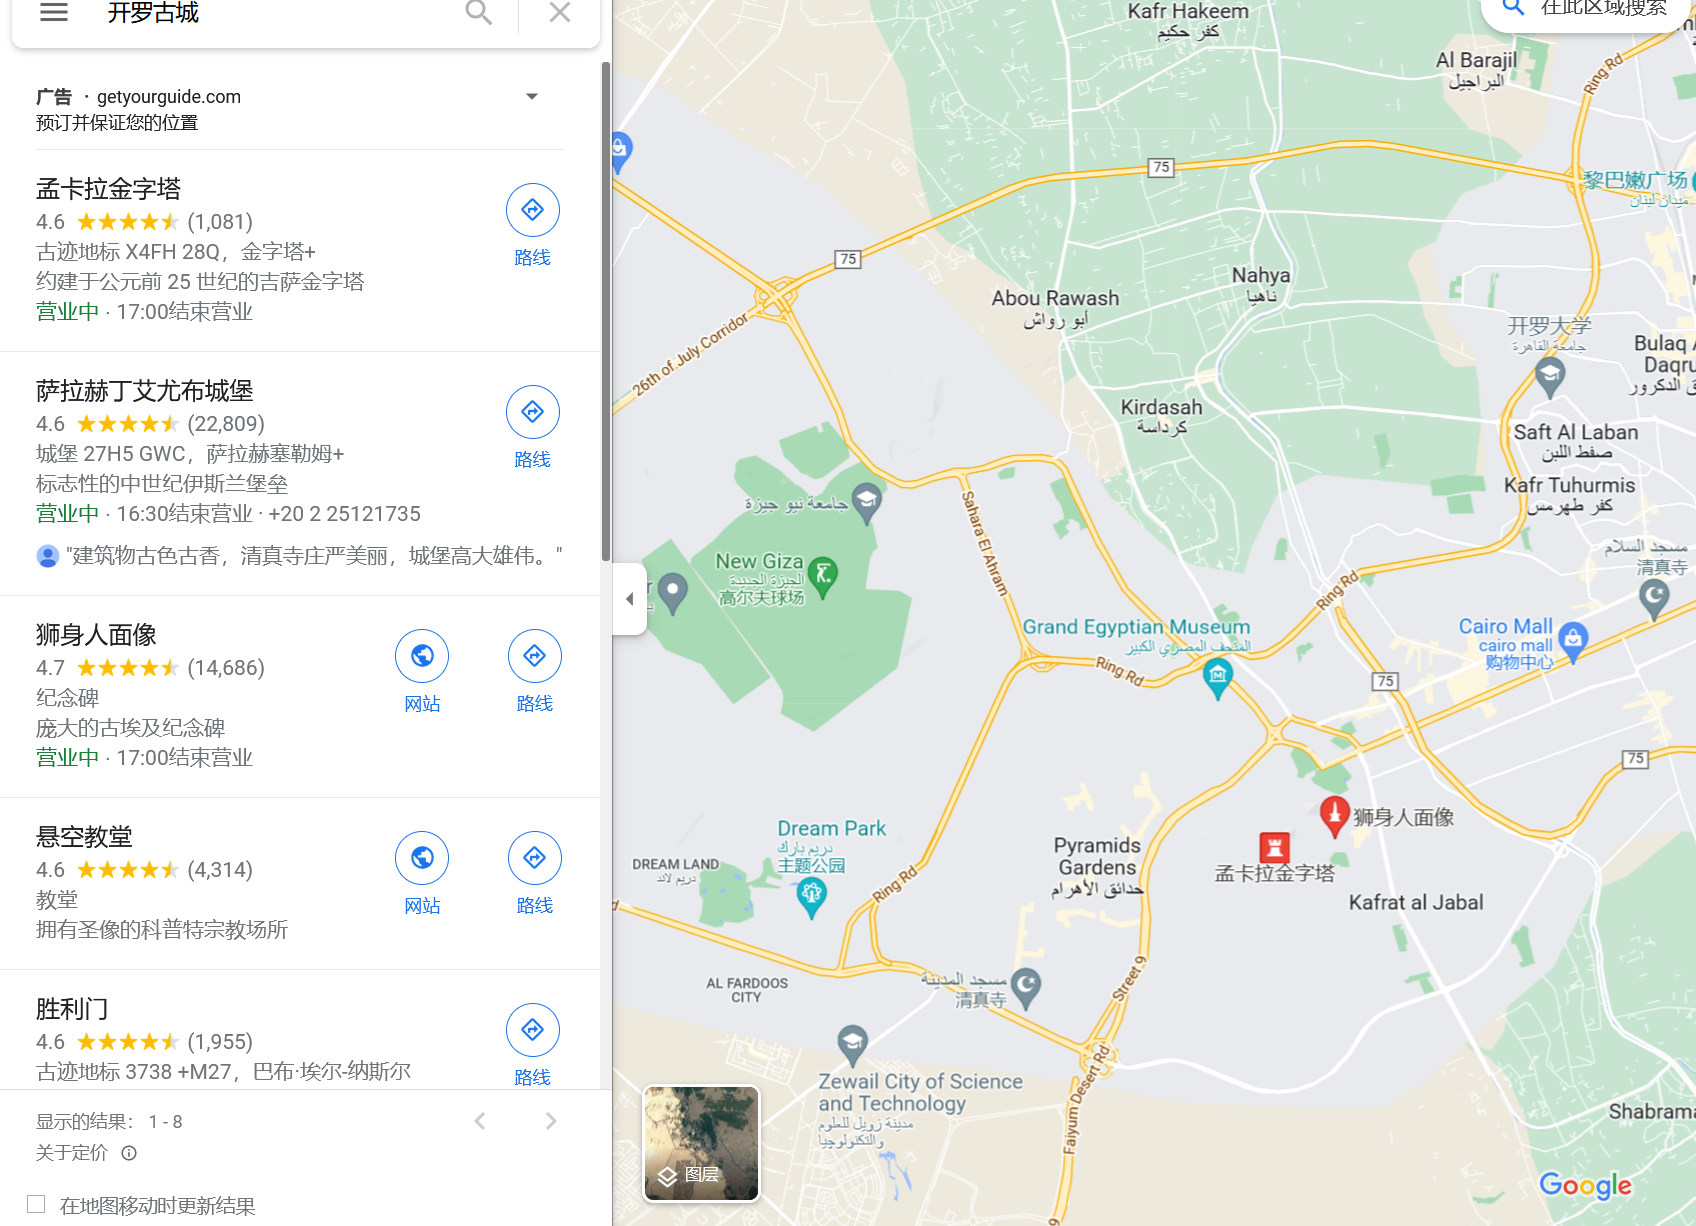 开罗古城
广告 · getyourguide.com
预订并保证您的位置
孟卡拉金字塔
4.6 (1,081)
古迹地标 X4FH 28Q，金字塔+
约建于公元前 25 世纪的吉萨金字塔
营业中 · 17:00结束营业
路线
萨拉赫丁艾尤布城堡
4.6 (22,809)
城堡 27H5 GWC，萨拉赫塞勒姆+
标志性的中世纪伊斯兰堡垒
营业中 · 16:30结束营业 · +20 2 25121735
"建筑物古色古香，清真寺庄严美丽，城堡高大雄伟。"
路线
狮身人面像
4.7 (14,686)
纪念碑
庞大的古埃及纪念碑
营业中 · 17:00结束营业
网站
路线
悬空教堂
4.6 (4,314)
教堂
拥有圣像的科普特宗教场所
网站
路线
胜利门
4.6 (1,955)
古迹地标 3738 +M27，巴布·埃尔-纳斯尔
路线
显示的结果： 1 - 8
关于定价
在地图移动时更新结果
在此区域搜索
Kafr Hakeem
كفر حكيم
Al Barajil
البراجيل
Ring Rd
75
黎巴嫩广场
ميدان لبنان
75
26th of July Corridor
Abou Rawash
أبو رواش
Nahya
ناهيا
开罗大学
جامعة القاهرة
Bulaq
Daqru
ق الدكرور
Kirdasah
كرداسة
Saft Al Laban
صفط اللبن
Kafr Tuhurmis
كفر طهرمس
جامعة نيو جيزة
Sahara El Ahram
New Giza
الجيزة الجديدة
高尔夫球场
مسجد السلام
清真寺
Ring Rd
Grand Egyptian Museum
المتحف المصري الكبير
Cairo Mall
cairo mall
购物中心
Ring Rd
75
75
狮身人面像
孟卡拉金字塔
Dream Park
دريم بارك
主题公园
Pyramids
Gardens
حدائق الأهرام
DREAM LAND
دريم لاند
Ring Rd
Kafrat al Jabal
AL FARDOOS
CITY
مسجد المدينة
清真寺
Street 9
Faiyum Desert Rd
Zewail City of Science
and Technology
مدينة زويل للعلوم
والتكنولوجيا
Shabrama
图层
Google